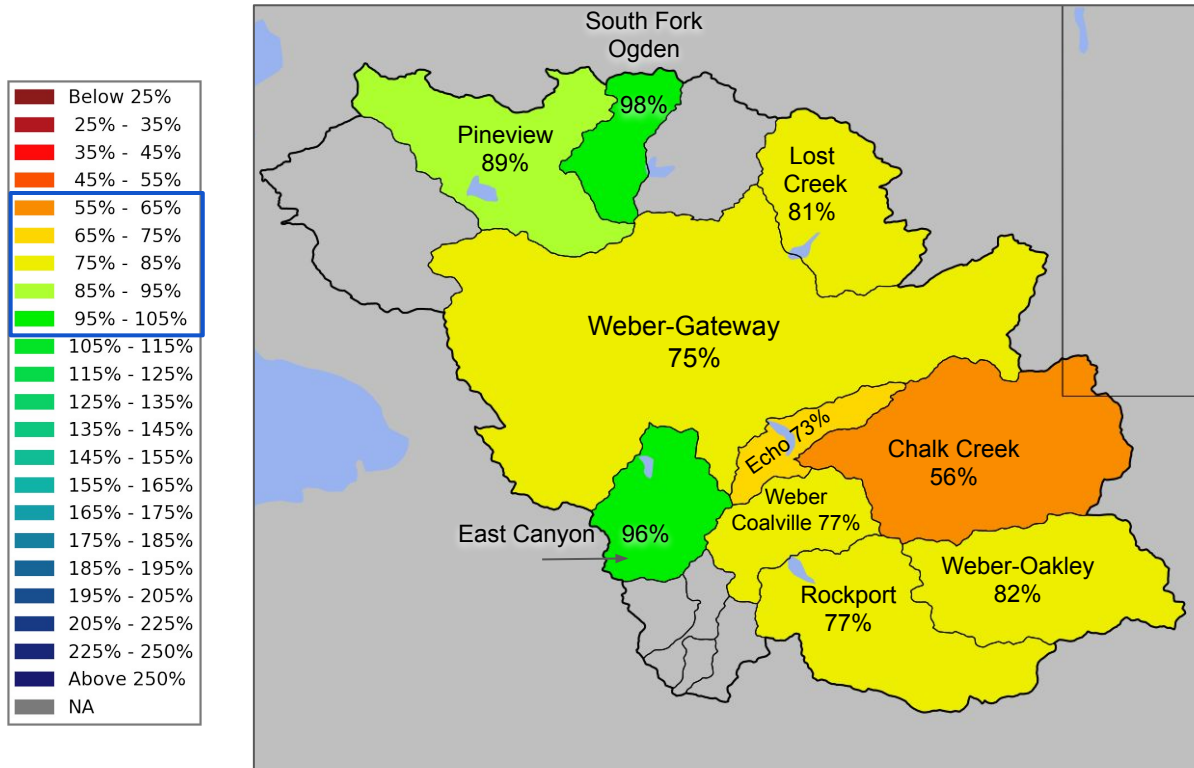 Below 25%
25% - 35%
35% - 45%
45% - 55%
55% - 65%
65% - 75%
75% - 85%
85% - 95%
95% - 105%
105% - 115%
115% - 125%
125% - 135%
135% - 145%
145% - 155%
155% - 165%
165% - 175%
175% - 185%
185% - 195%
195% - 205%
205% - 225%
225% - 250%
Above 250%
NA
South Fork
Ogden
98%
Pineview
89%
Lost
Creek
81%
Weber-Gateway
75%
Echo 73%
Chalk Creek
56%
Weber
Coalville 77%
East Canyon
96%
Weber-Oakley
82%
Rockport
77%